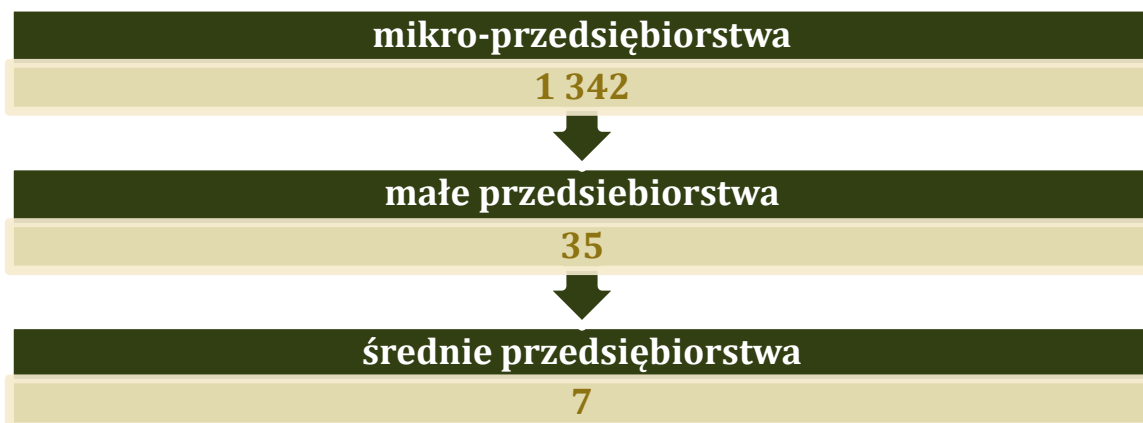 mikro-przedsiębiorstwa
1 342
małe przedsiebiorstwa
35
średnie przedsiębiorstwa
7